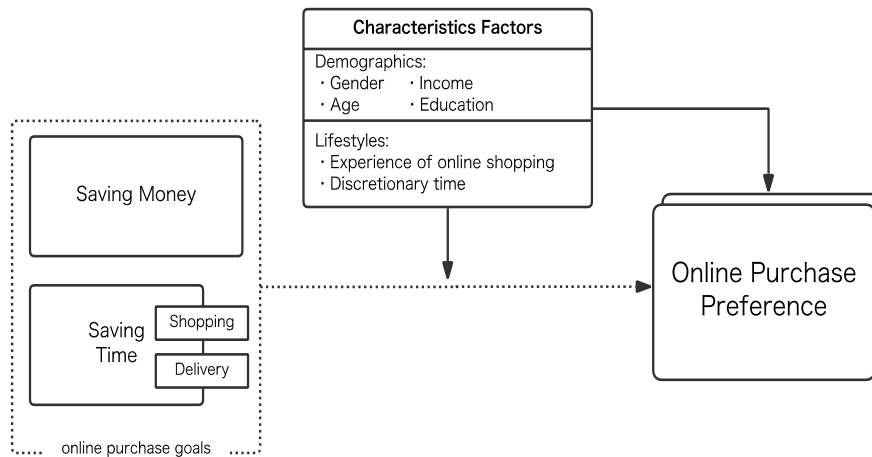 Characteristics Factors
Demographics:
· Gender · Income
· Age · Education
Lifestyles:
· Experience of online shopping
· Discretionary time
Saving Money
Saving
Time
Shopping
Delivery
online purchase goals
Online Purchase
Preference